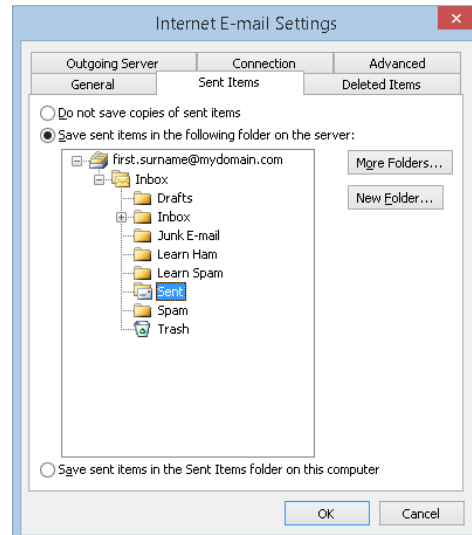 Internet E-mail Settings
Outgoing Server Connection Advanced
General Sent Items Deleted Items
Do not save copies of sent items
Save sent items in the following folder on the server:
first.surname@mydomain.com
More Folders...
Inbox
Drafts
New Folder...
Inbox
Junk E-mail
Learn Ham
Learn Spam
Sent
Spam
Trash
Save sent items in the Sent Items folder on this computer
OK Cancel